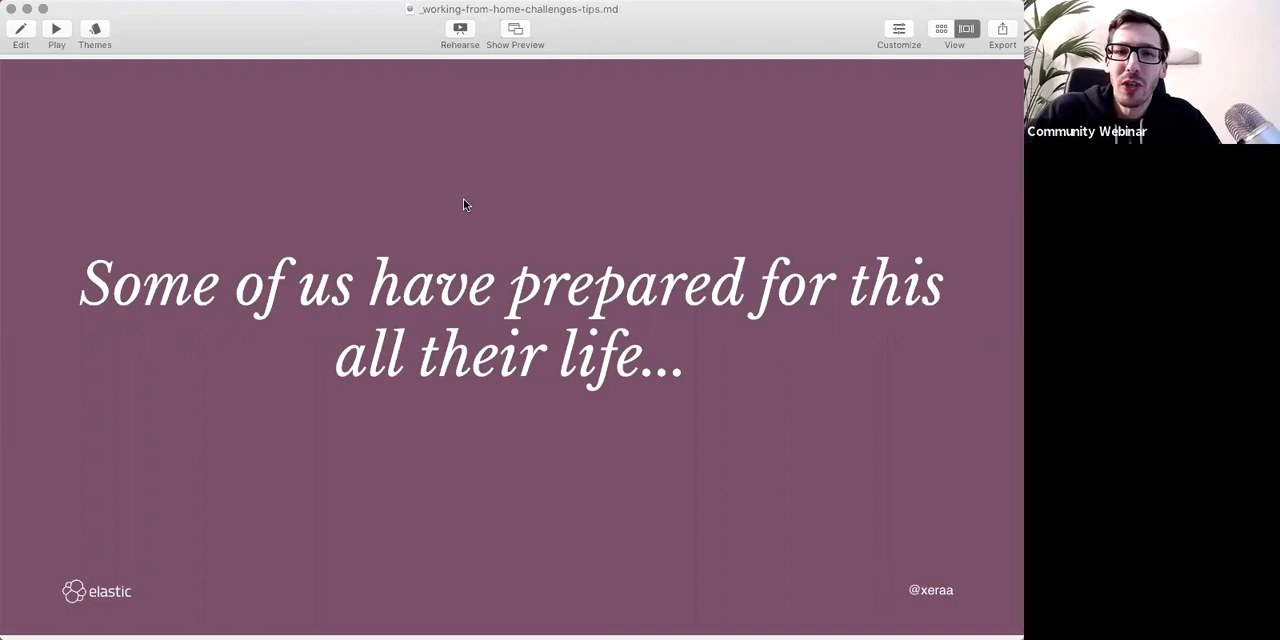 _working-from-home-challenges-tips.md
Edit
Play
Themes
Rehearse
Show Preview
Customize
View
Export
Community Webinar
Some of us have prepared for this
all their life...
elastic
@xeraa